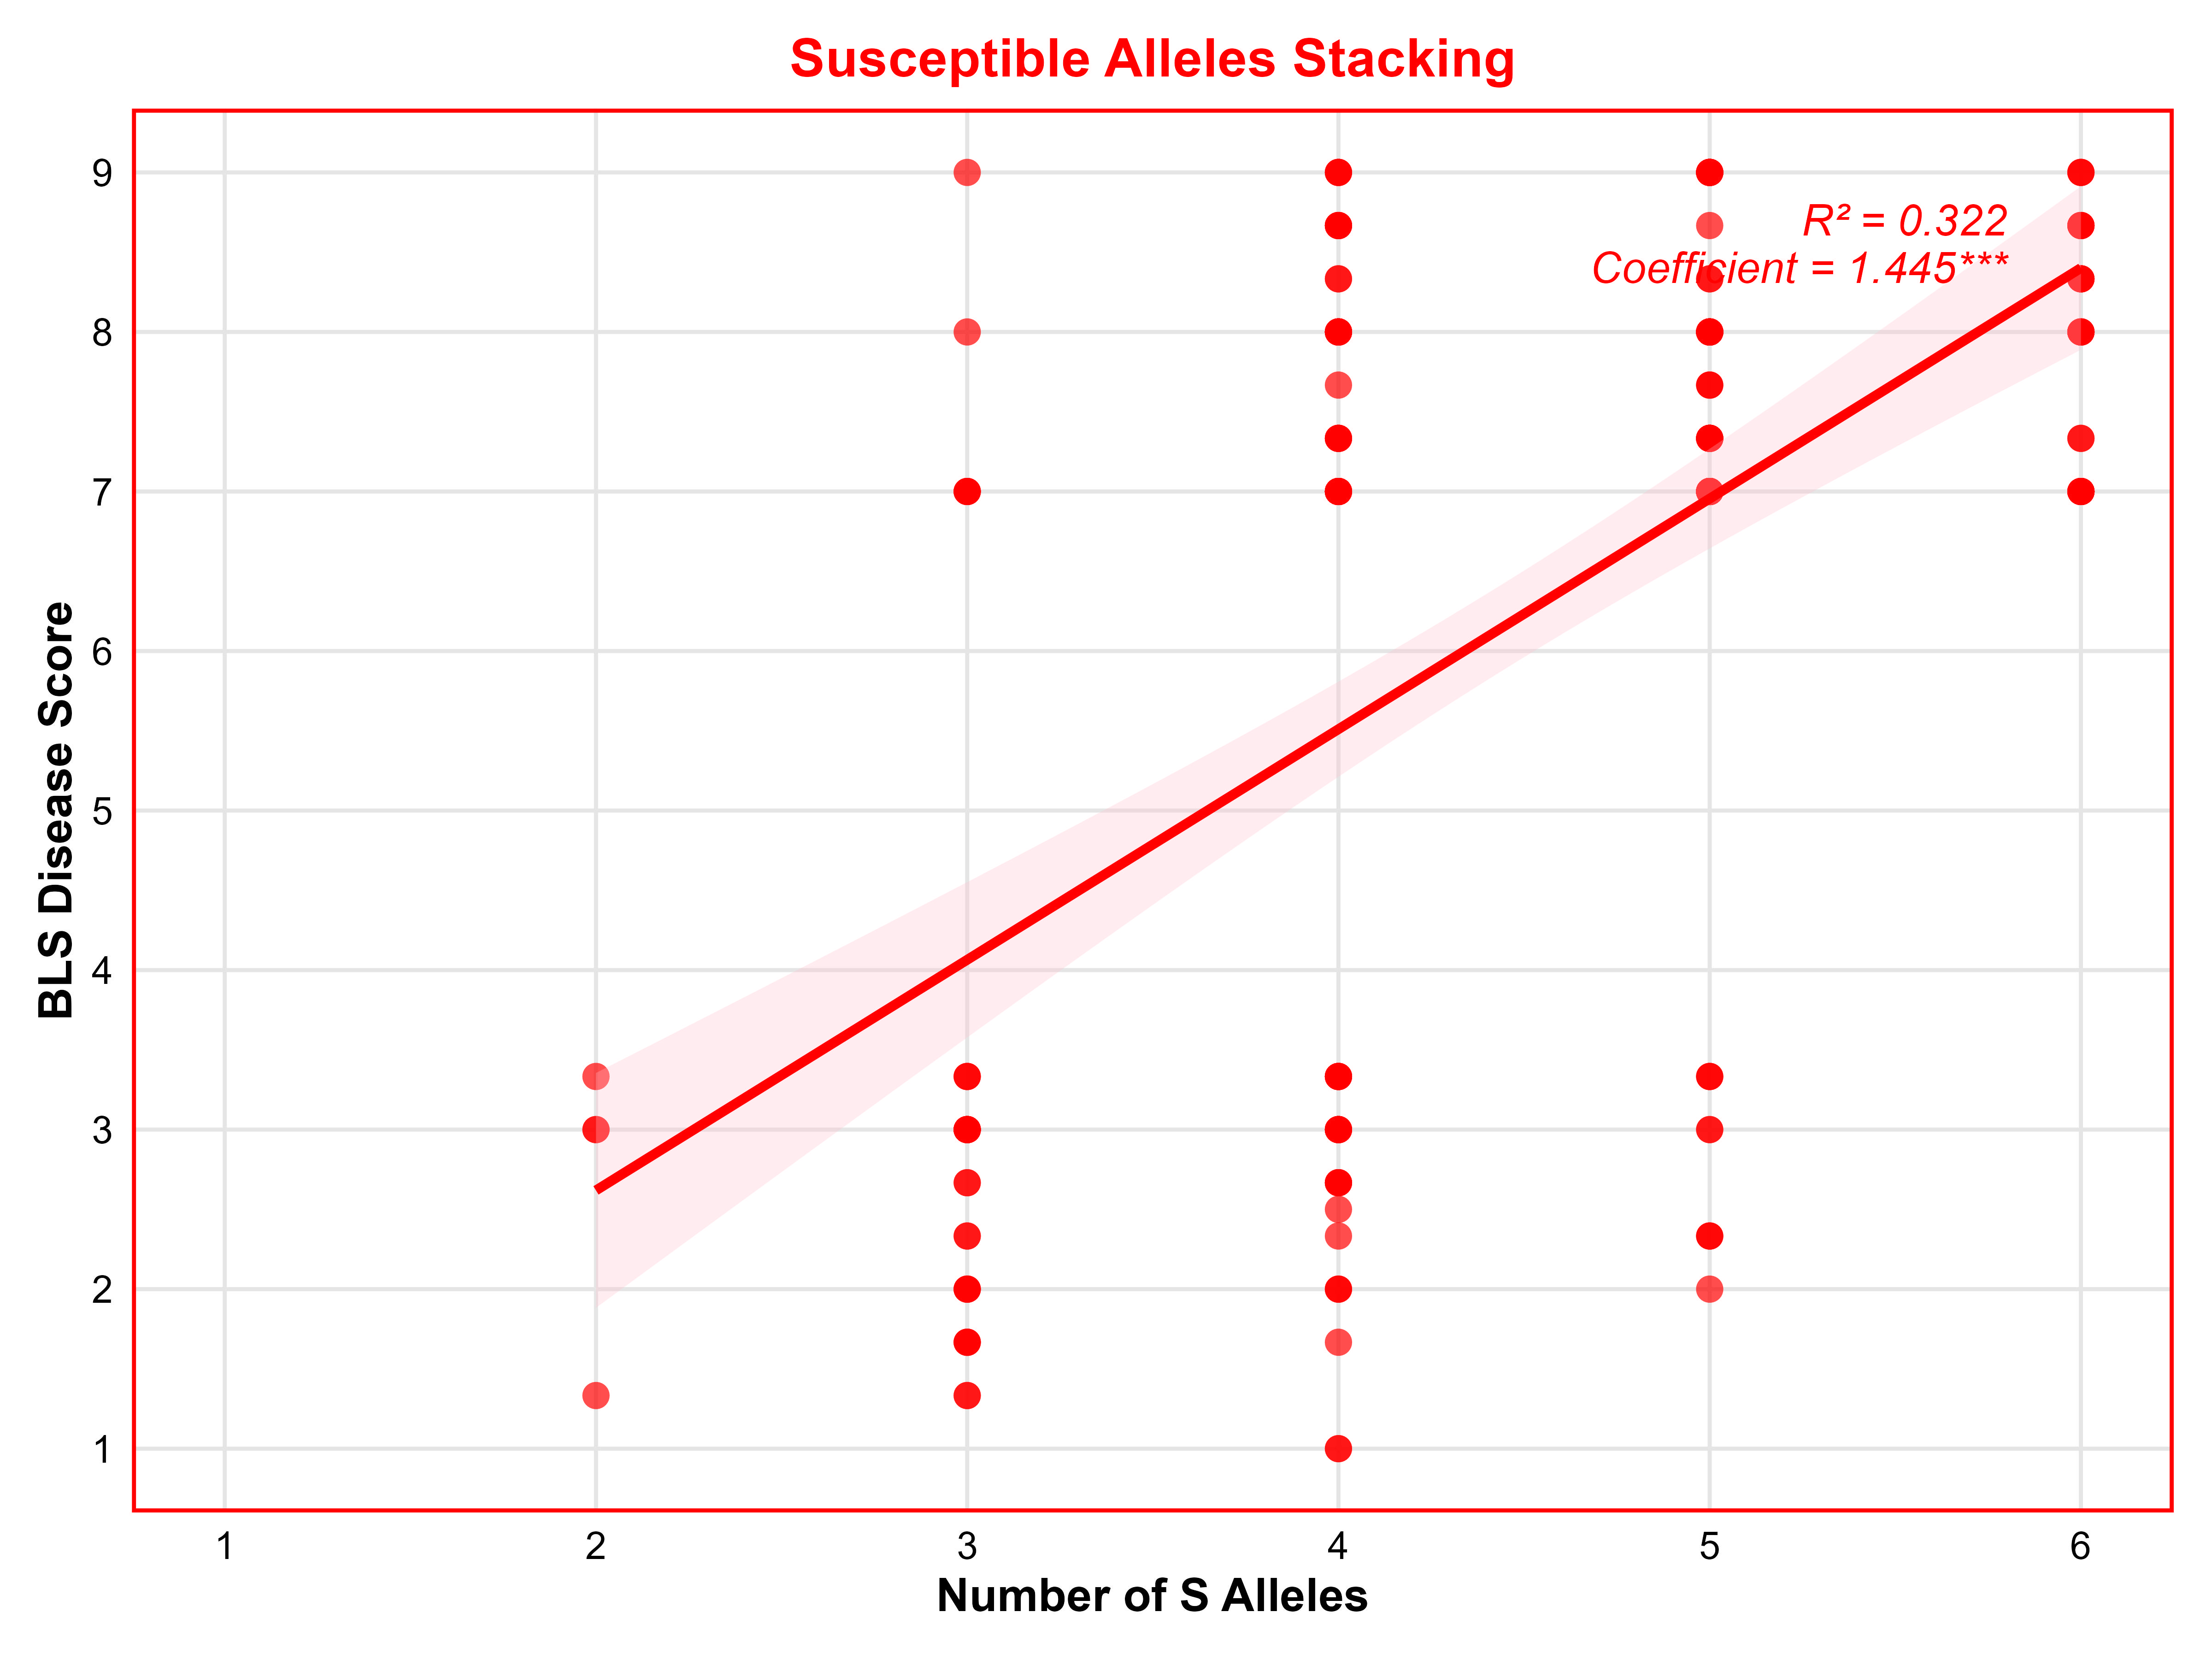 Susceptible Alleles Stacking
R² = 0.322
Coefficient = 1.445***
BLS Disease Score
9
8
7
6
5
4
3
2
1
1 2 3 4 5 6
Number of S Alleles